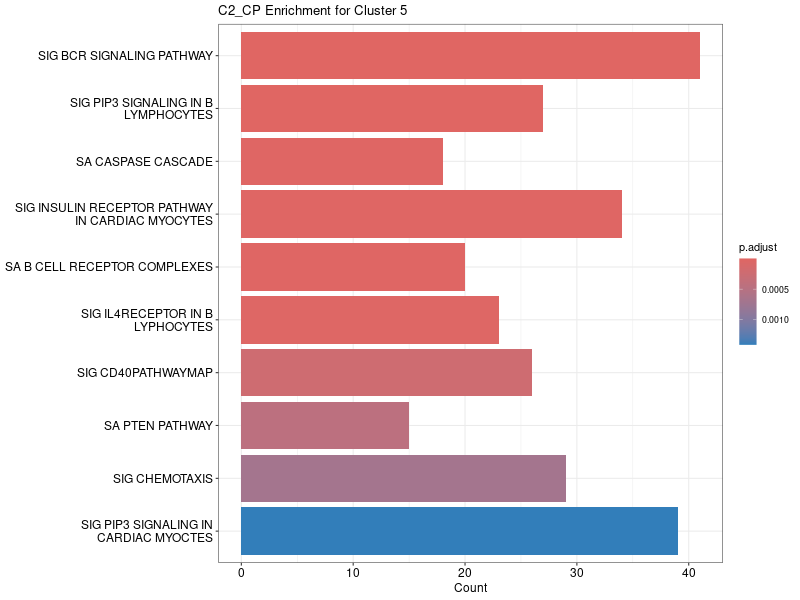 C2_CP Enrichment for Cluster 5
SIG BCR SIGNALING PATHWAY
SIG PIP3 SIGNALING IN B
LYMPHOCYTES
SA CASPASE CASCADE
SIG INSULIN RECEPTOR PATHWAY
IN CARDIAC MYOCYTES
SA B CELL RECEPTOR COMPLEXES
SIG IL4RECEPTOR IN B
LYPHOCYTES
SIG CD40PATHWAYMAP
SA PTEN PATHWAY
SIG CHEMOTAXIS
SIG PIP3 SIGNALING IN
CARDIAC MYOCTES
0 10 20 30 40
Count
p.adjust
0.0005
0.0010